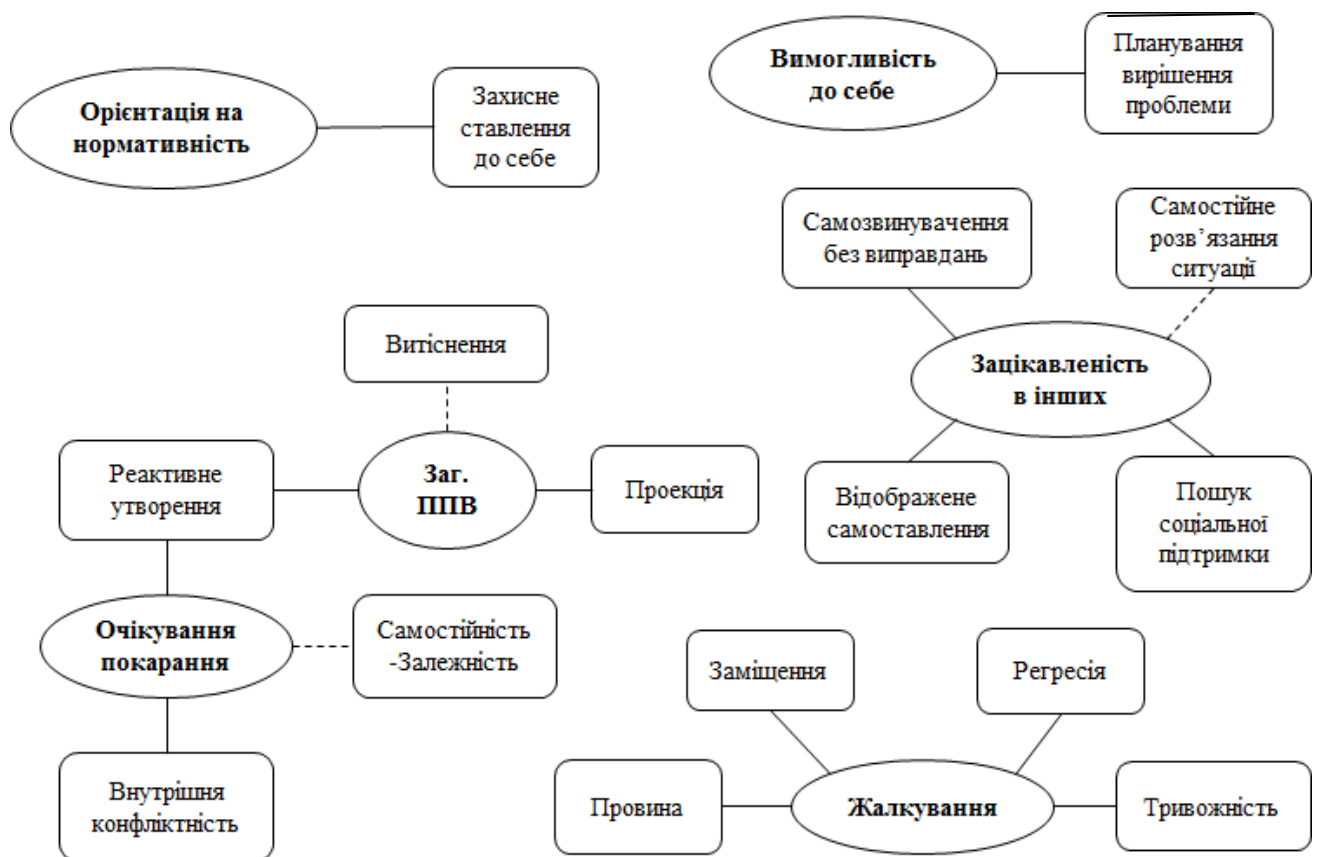 Орієнтація на
нормативність
Захисне
ставлення
до себе
Вимогливість
до себе
Планування
вирішення
проблеми
Самозвинувачення
без виправдань
Самостійне
розв’язання
ситуації
Зацікавленість
в інших
Відображене
самоставлення
Пошук
соціальної
підтримки
Витіснення
Реактивне
утворення
Заг.
ППВ
Проекція
Очікування
покарання
Самостійність
-Залежність
Внутрішня
конфліктність
Заміщення
Регресія
Провина
Жалкування
Тривожність